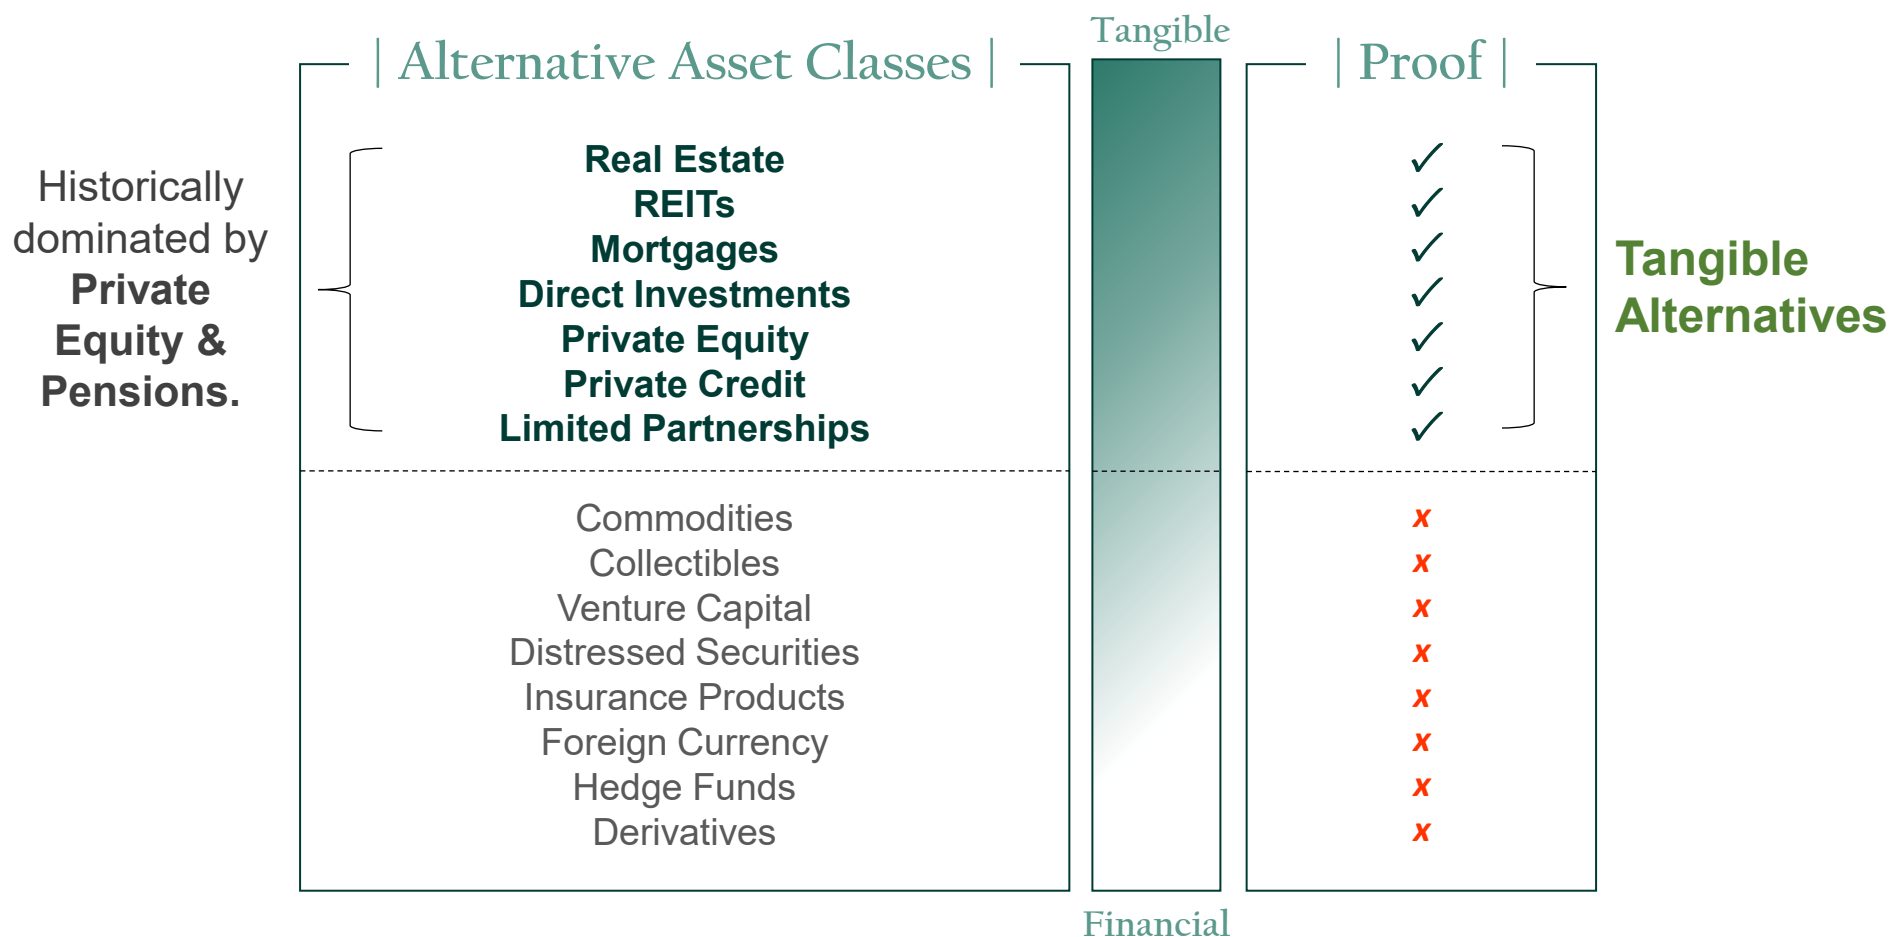 Tangible
| Alternative Asset Classes |
| Proof |
Historically
dominated by
Private
Equity &
Pensions.
Real Estate ✓
REITs ✓
Mortgages ✓
Direct Investments ✓
Private Equity ✓
Private Credit ✓
Limited Partnerships ✓
Tangible
Alternatives
Commodities x
Collectibles x
Venture Capital x
Distressed Securities x
Insurance Products x
Foreign Currency x
Hedge Funds x
Derivatives x
Financial